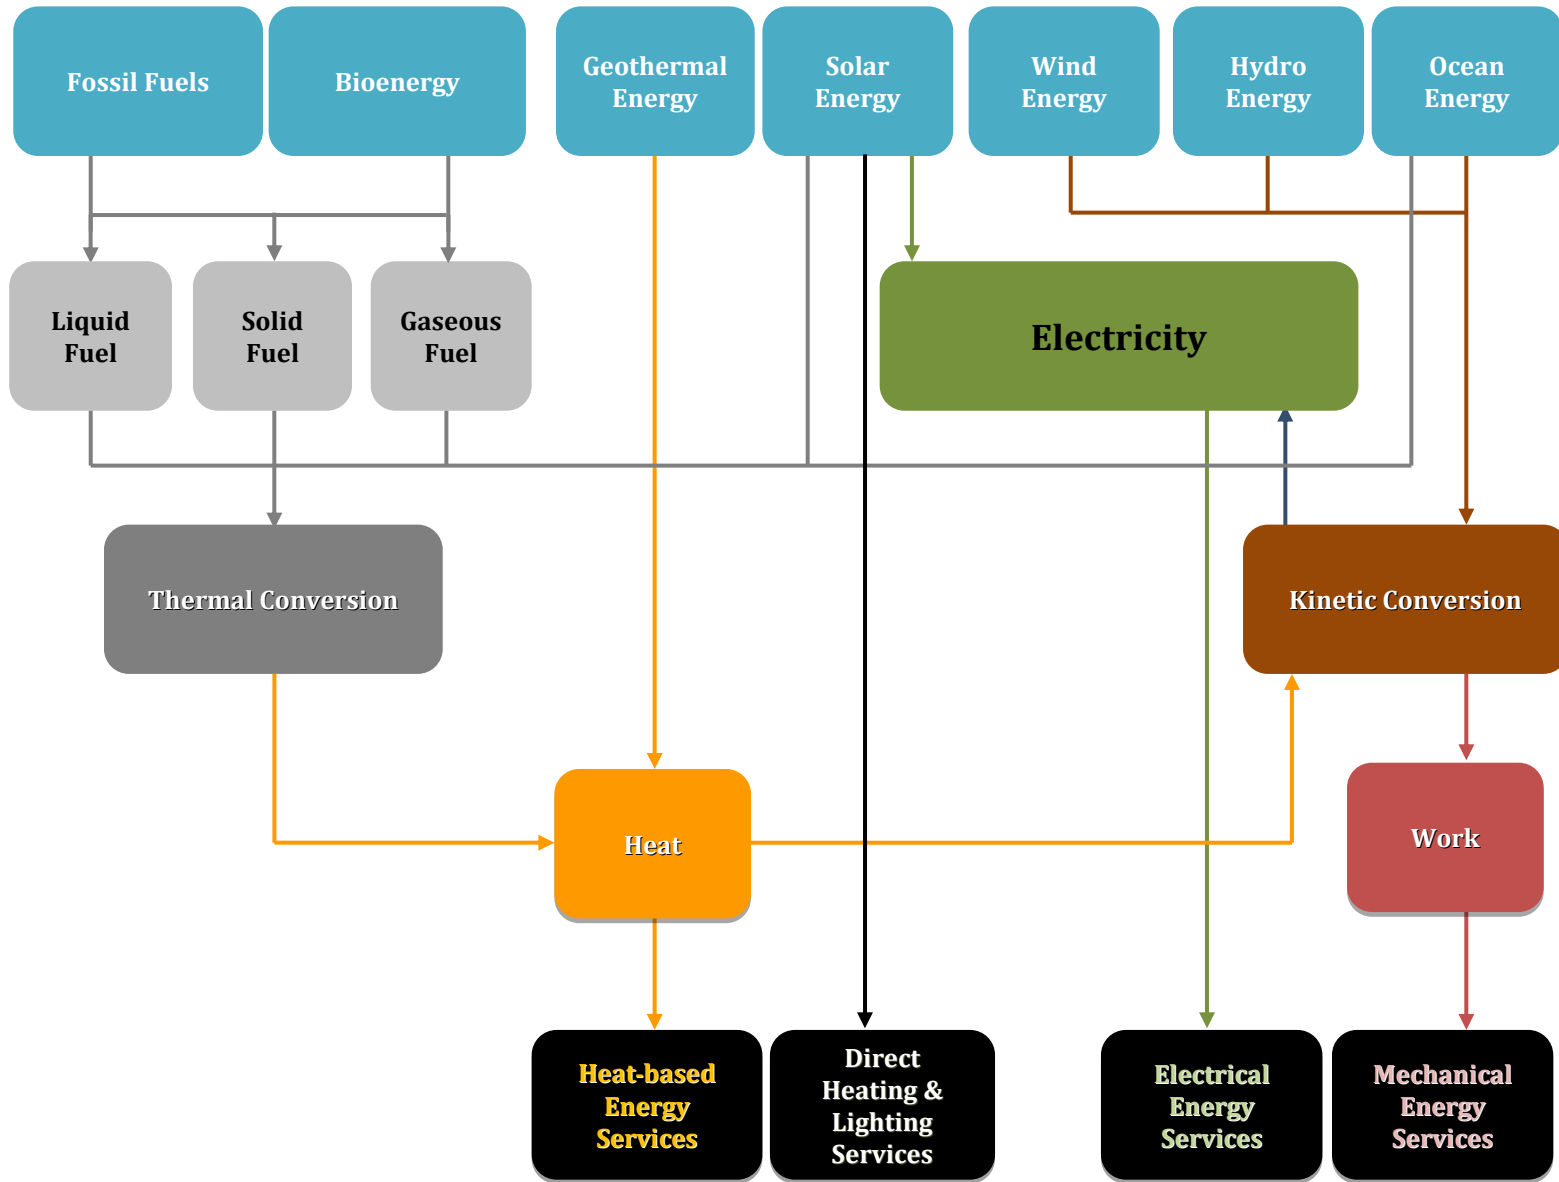 Fossil Fuels
Bioenergy
Geothermal
Energy
Solar
Energy
Wind
Energy
Hydro
Energy
Ocean
Energy
Liquid
Fuel
Solid
Fuel
Gaseous
Fuel
Electricity
Thermal Conversion
Kinetic Conversion
Heat
Work
Heat-based
Energy
Services
Direct
Heating &
Lighting
Services
Electrical
Energy
Services
Mechanical
Energy
Services